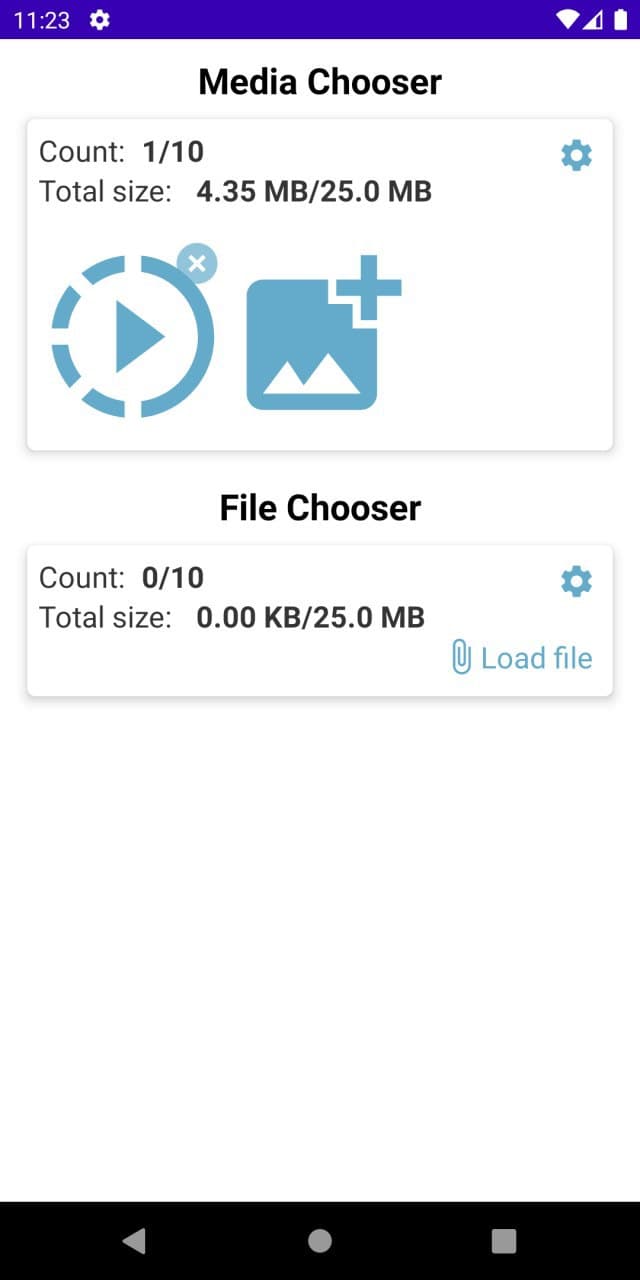 11:23
Media Chooser
Count: 1/10
Total size: 4.35 MB/25.0 MB
File Chooser
Count: 0/10
Total size: 0.00 KB/25.0 MB
Load file